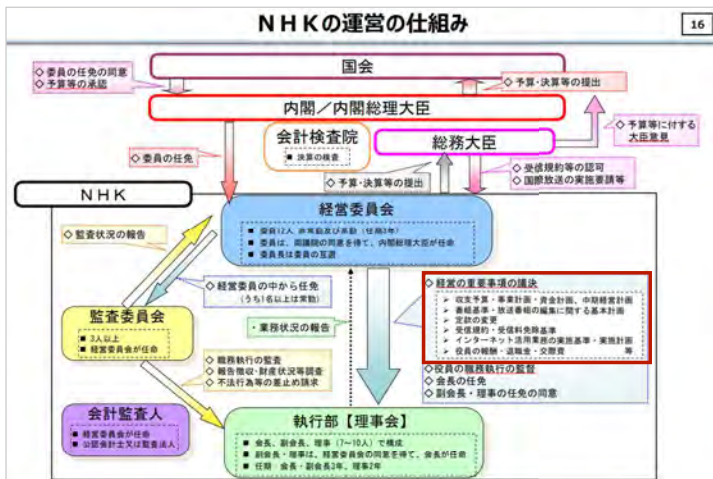 NHKの運営の仕組み
16
国会
◇ 委員の任免の同意
◇ 予算等の承認
◇ 予算・決算等の提出
内閣／内閣総理大臣
会計検査院
■ 決算の検査
総務大臣
◇ 予算等に付する
大臣意見
◇ 委員の任免
◇ 予算・決算等の提出
◇ 受信規約等の認可
◇ 国際放送の実施要請等
NHK
経営委員会
■ 委員12人 非常勤及び常勤（任期3年）
■ 委員は、両議院の同意を得て、内閣総理大臣が任命
■ 委員長は委員の互選
◇ 監査状況の報告
◇ 経営委員の中から任命
（うち1名以上は常勤）
監査委員会
■ 3人以上
■ 経営委員会が任命
・業務状況の報告
◇ 経営の重要事項の議決
➢ 収支予算・事業計画・資金計画、中期経営計画
➢ 番組基準・放送番組の編集に関する基本計画
➢ 定款の変更
➢ 受信規約・受信料免除基準
➢ インターネット活用業務の実施基準・実施計画
➢ 役員の報酬・退職金・交際費 等
◇ 役員の職務執行の監督
◇ 会長の任免
◇ 副会長・理事の任免の同意
◇ 職務執行の監査
◇ 報告徴収・財産状況等調査
◇ 不法行為等の差止め請求
会計監査人
■ 経営委員会が任命
■ 公認会計士又は監査法人
執行部【理事会】
■ 会長、副会長、理事（7～10人）で構成
■ 副会長・理事は、経営委員会の同意を得て、会長が任命
■ 任期：会長・副会長3年、理事2年